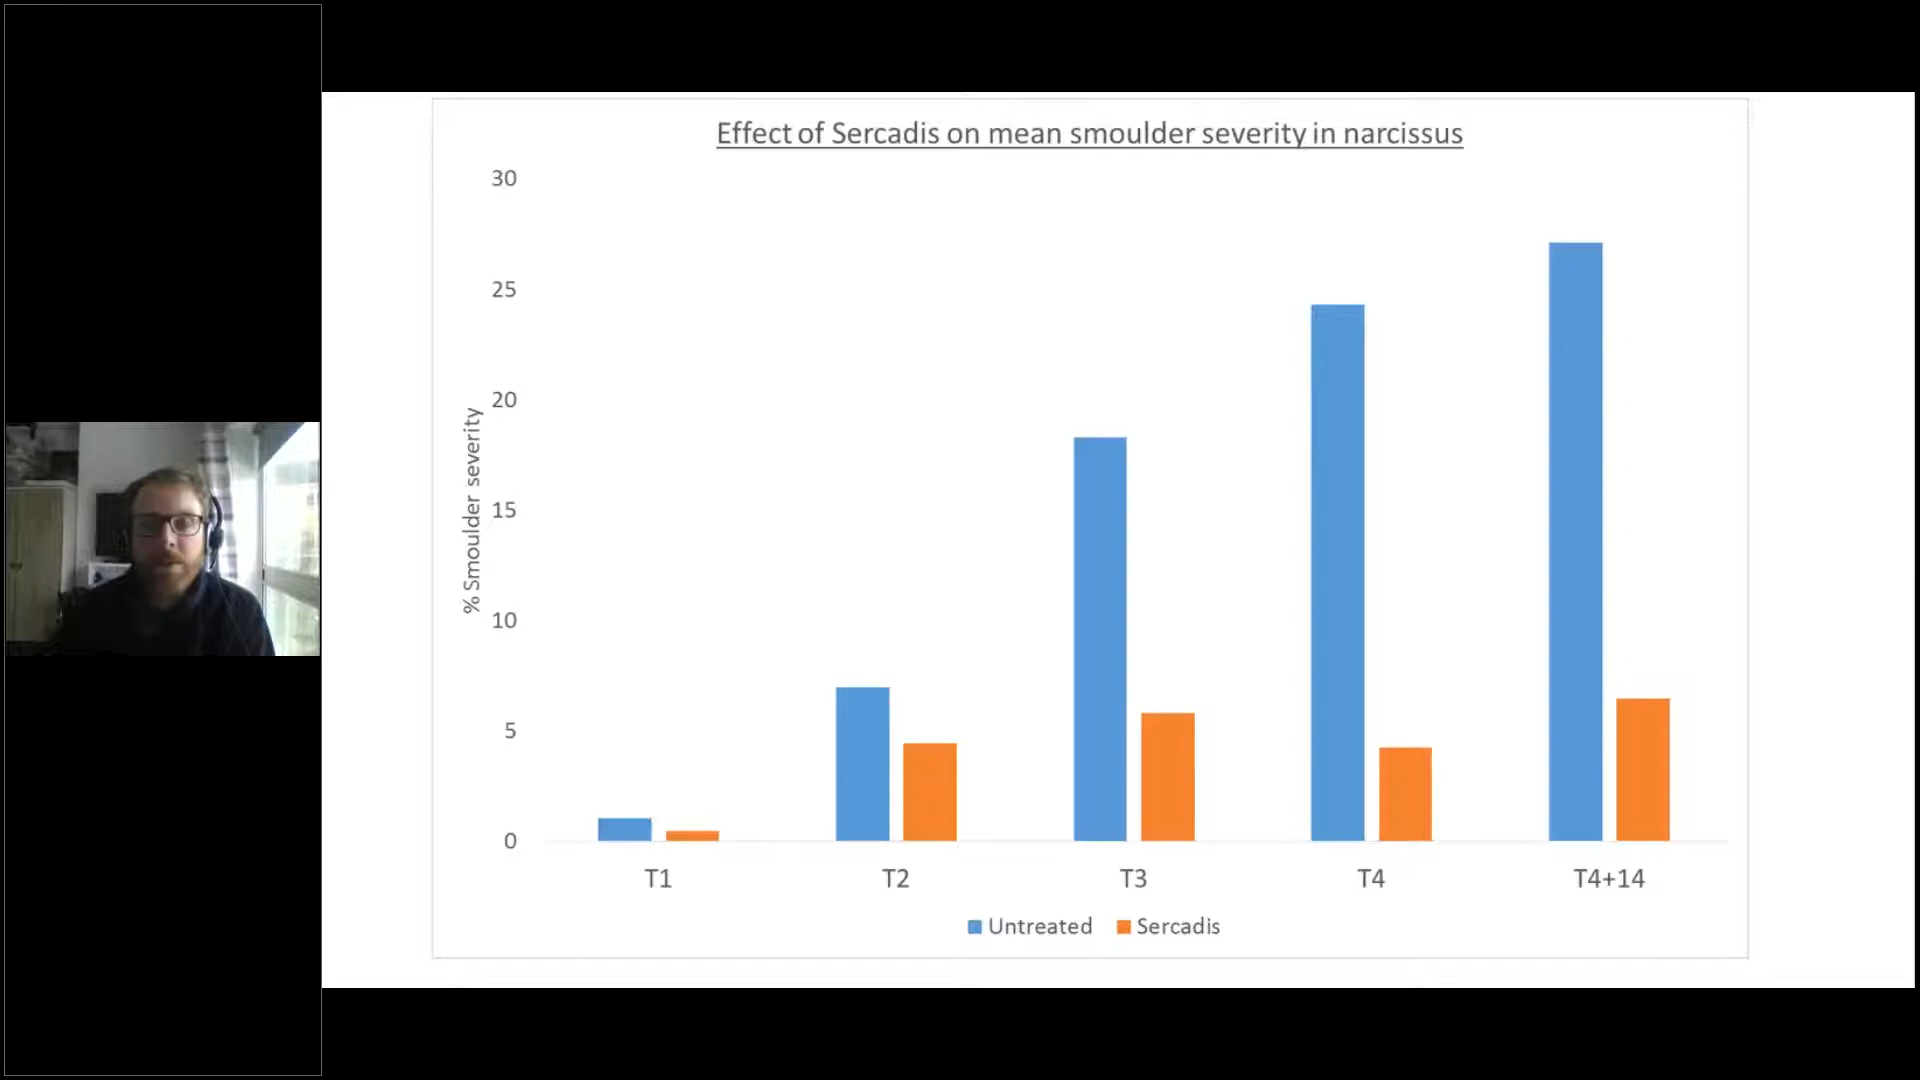 Effect of Sercadis on mean smoulder severity in narcissus
30
25
20
15
10
5
0
% Smoulder severity
T1 T2 T3 T4 T4+14
Untreated Sercadis